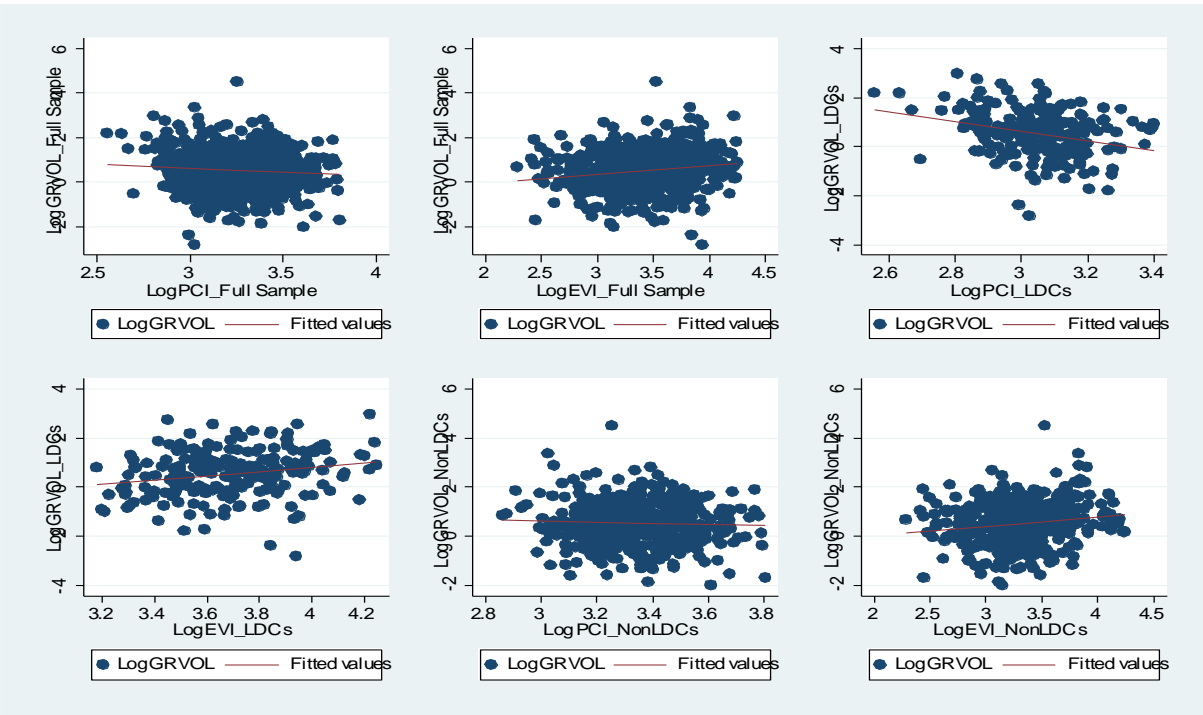 LogGRVOL_Full Sample
6
4
2
0
-2
2.5 3 3.5 4
LogPCI_Full Sample
LogGRVOL Fitted values
LogGRVOL_Full Sample
6
4
2
0
-2
2 2.5 3 3.5 4 4.5
LogEVI_Full Sample
LogGRVOL Fitted values
LogGRVOL_LDCs
4
2
0
-2
-4
2.6 2.8 3 3.2 3.4
LogPCI_LDCs
LogGRVOL Fitted values
LogGRVOL_LDCs
4
2
0
-2
-4
3.2 3.4 3.6 3.8 4 4.2
LogEVI_LDCs
LogGRVOL Fitted values
LogGRVOL_NonLDCs
6
4
2
0
-2
2.8 3 3.2 3.4 3.6 3.8
LogPCI_NonLDCs
LogGRVOL Fitted values
LogGRVOL_NonLDCs
6
4
2
0
-2
2 2.5 3 3.5 4 4.5
LogEVI_NonLDCs
LogGRVOL Fitted values